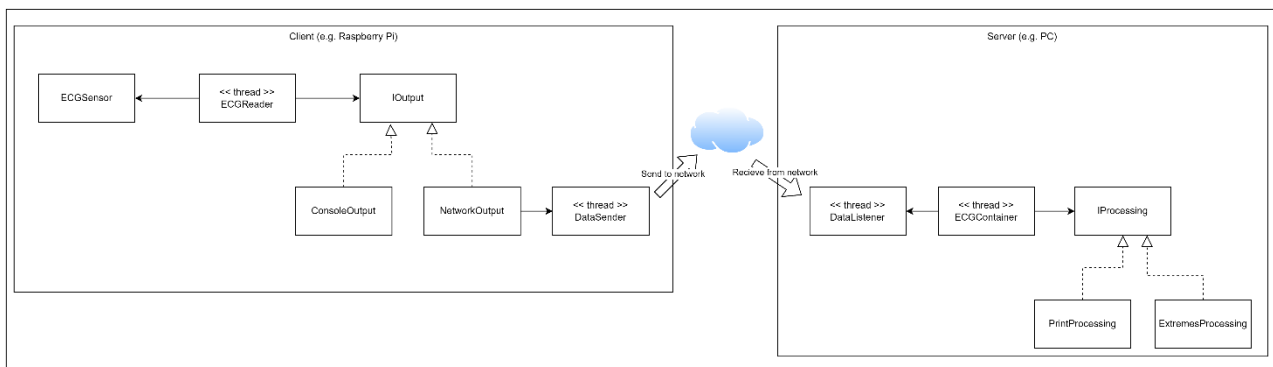 Client (e.g. Raspberry Pi)
Server (e.g. PC)
ECGSensor
<< thread >>
ECGReader
IOutput
ConsoleOutput
NetworkOutput
<< thread >>
DataSender
Send to network
Recieve from network
<< thread >>
DataListener
<< thread >>
ECGContainer
IProcessing
PrintProcessing
ExtremesProcessing